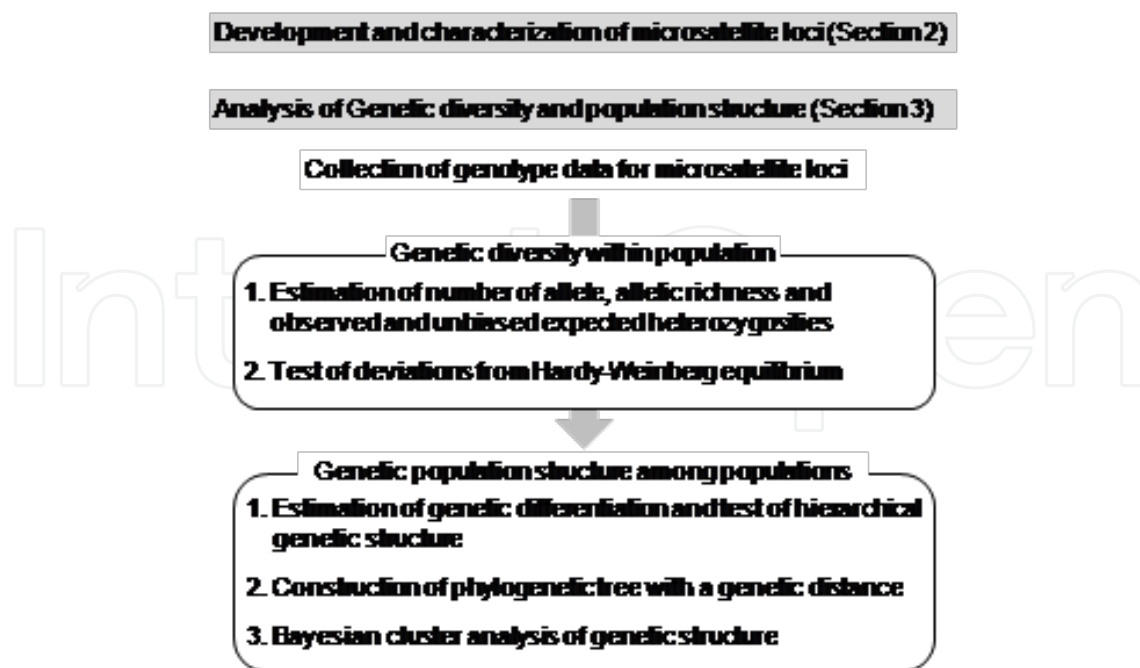 Development and characterization of microsatellite loci (Section 2)
Analysis of Genetic diversity and population structure (Section 3)
Collection of genotype data for microsatellite loci
Genetic diversity within population
1. Estimation of number of allele, allelic richness and
observed and unbiased expected heterozygosities
2. Test of deviations from Hardy-Weinberg equilibrium
Genetic population structure among populations
1. Estimation of genetic differentiation and test of hierarchical
genetic structure
2. Construction of phylogenetic tree with a genetic distance
3. Bayesian cluster analysis of genetic structure